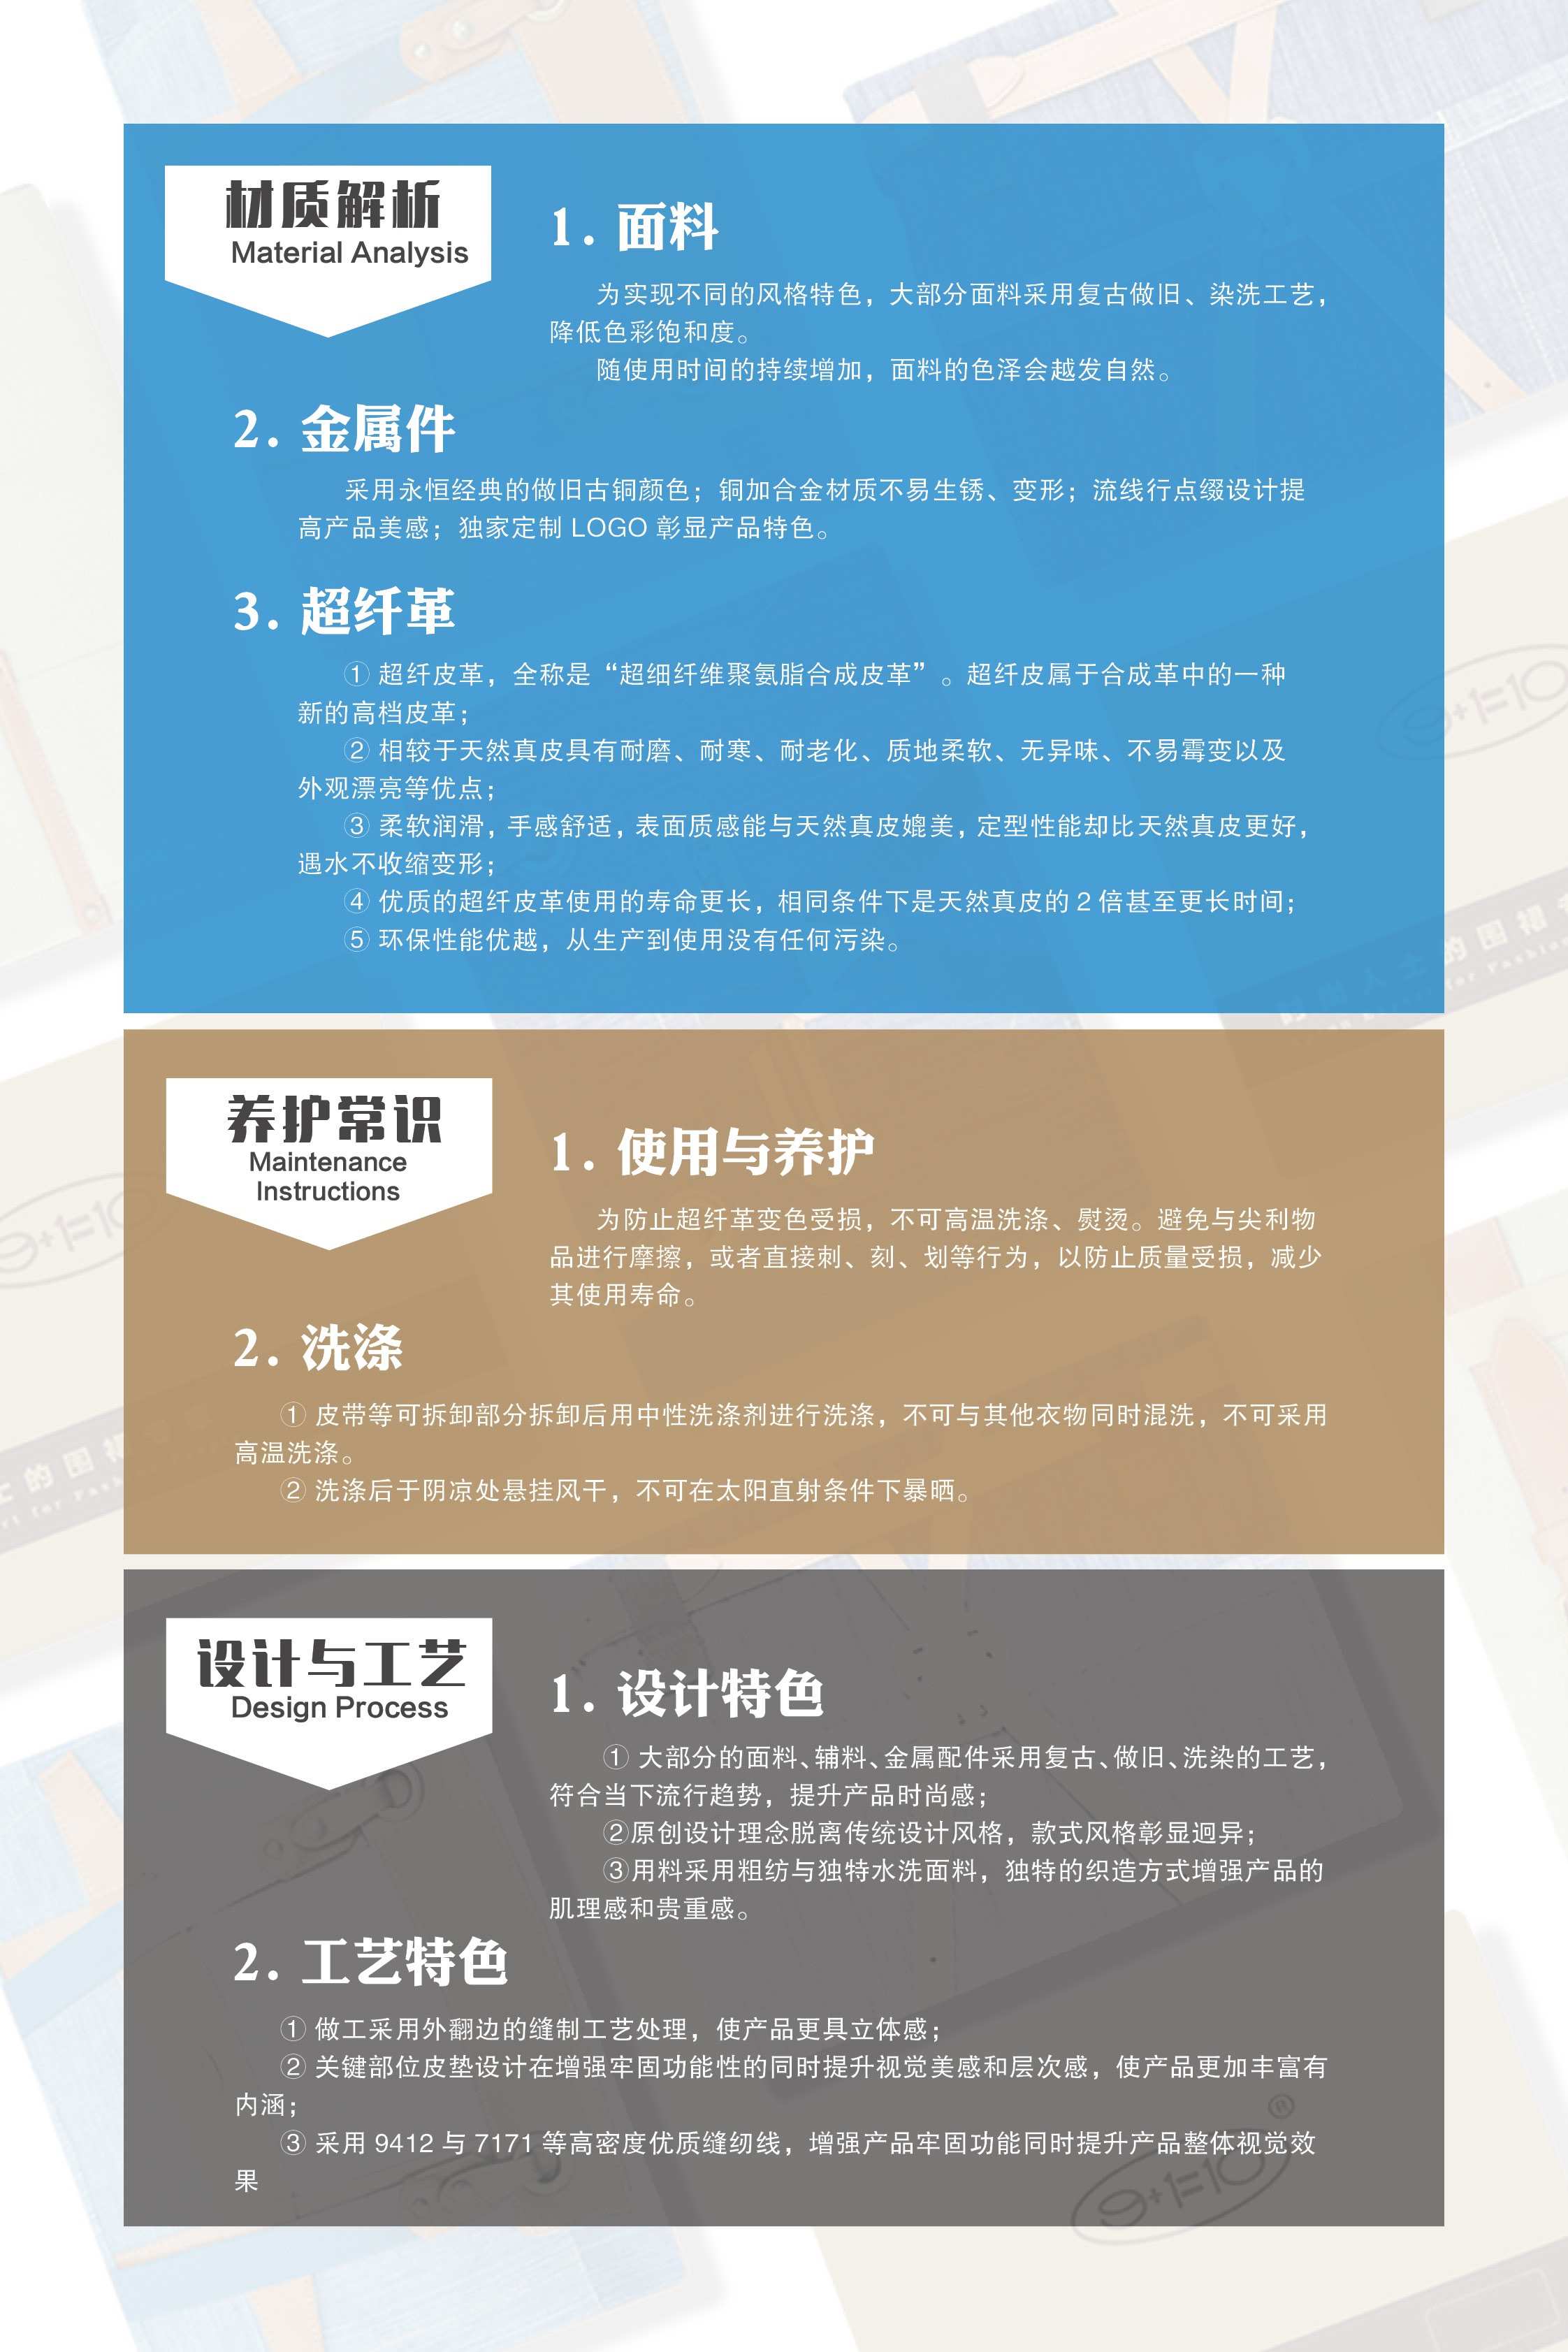 材质解析
Material Analysis
1. 面料
为实现不同的风格特色，大部分面料采用复古做旧、染洗工艺，
降低色彩饱和度。
随使用时间的持续增加，面料的色泽会越发自然。
2. 金属件
采用永恒经典的做旧古铜颜色；铜加合金材质不易生锈、变形；流线行点缀设计提
高产品美感；独家定制 LOGO 彰显产品特色。
3. 超纤革
① 超纤皮革，全称是“超细纤维聚氨脂合成皮革”。超纤皮属于合成革中的一种
新的高档皮革；
② 相较于天然真皮具有耐磨、耐寒、耐老化、质地柔软、无异味、不易霉变以及
外观漂亮等优点；
③ 柔软润滑，手感舒适，表面质感能与天然真皮媲美，定型性能却比天然真皮更好，
遇水不收缩变形；
④ 优质的超纤皮革使用的寿命更长，相同条件下是天然真皮的 2 倍甚至更长时间；
⑤ 环保性能优越，从生产到使用没有任何污染。
9+1=10
养护常识
Maintenance
Instructions
1. 使用与养护
为防止超纤革变色受损，不可高温洗涤、熨烫。避免与尖利物
品进行摩擦，或者直接刺、刻、划等行为，以防止质量受损，减少
其使用寿命。
2. 洗涤
① 皮带等可拆卸部分拆卸后用中性洗涤剂进行洗涤，不可与其他衣物同时混洗，不可采用
高温洗涤。
② 洗涤后于阴凉处悬挂风干，不可在太阳直射条件下暴晒。
9+1=10
设计与工艺
Design Process
1. 设计特色
① 大部分的面料、辅料、金属配件采用复古、做旧、洗染的工艺，
符合当下流行趋势，提升产品时尚感；
②原创设计理念脱离传统设计风格，款式风格彰显迥异；
③用料采用粗纺与独特水洗面料，独特的织造方式增强产品的
肌理感和贵重感。
2. 工艺特色
① 做工采用外翻边的缝制工艺处理，使产品更具立体感；
② 关键部位皮垫设计在增强牢固功能性的同时提升视觉美感和层次感，使产品更加丰富有
内涵；
③ 采用 9412 与 7171 等高密度优质缝纫线，增强产品牢固功能同时提升产品整体视觉效
果
9+1=10®